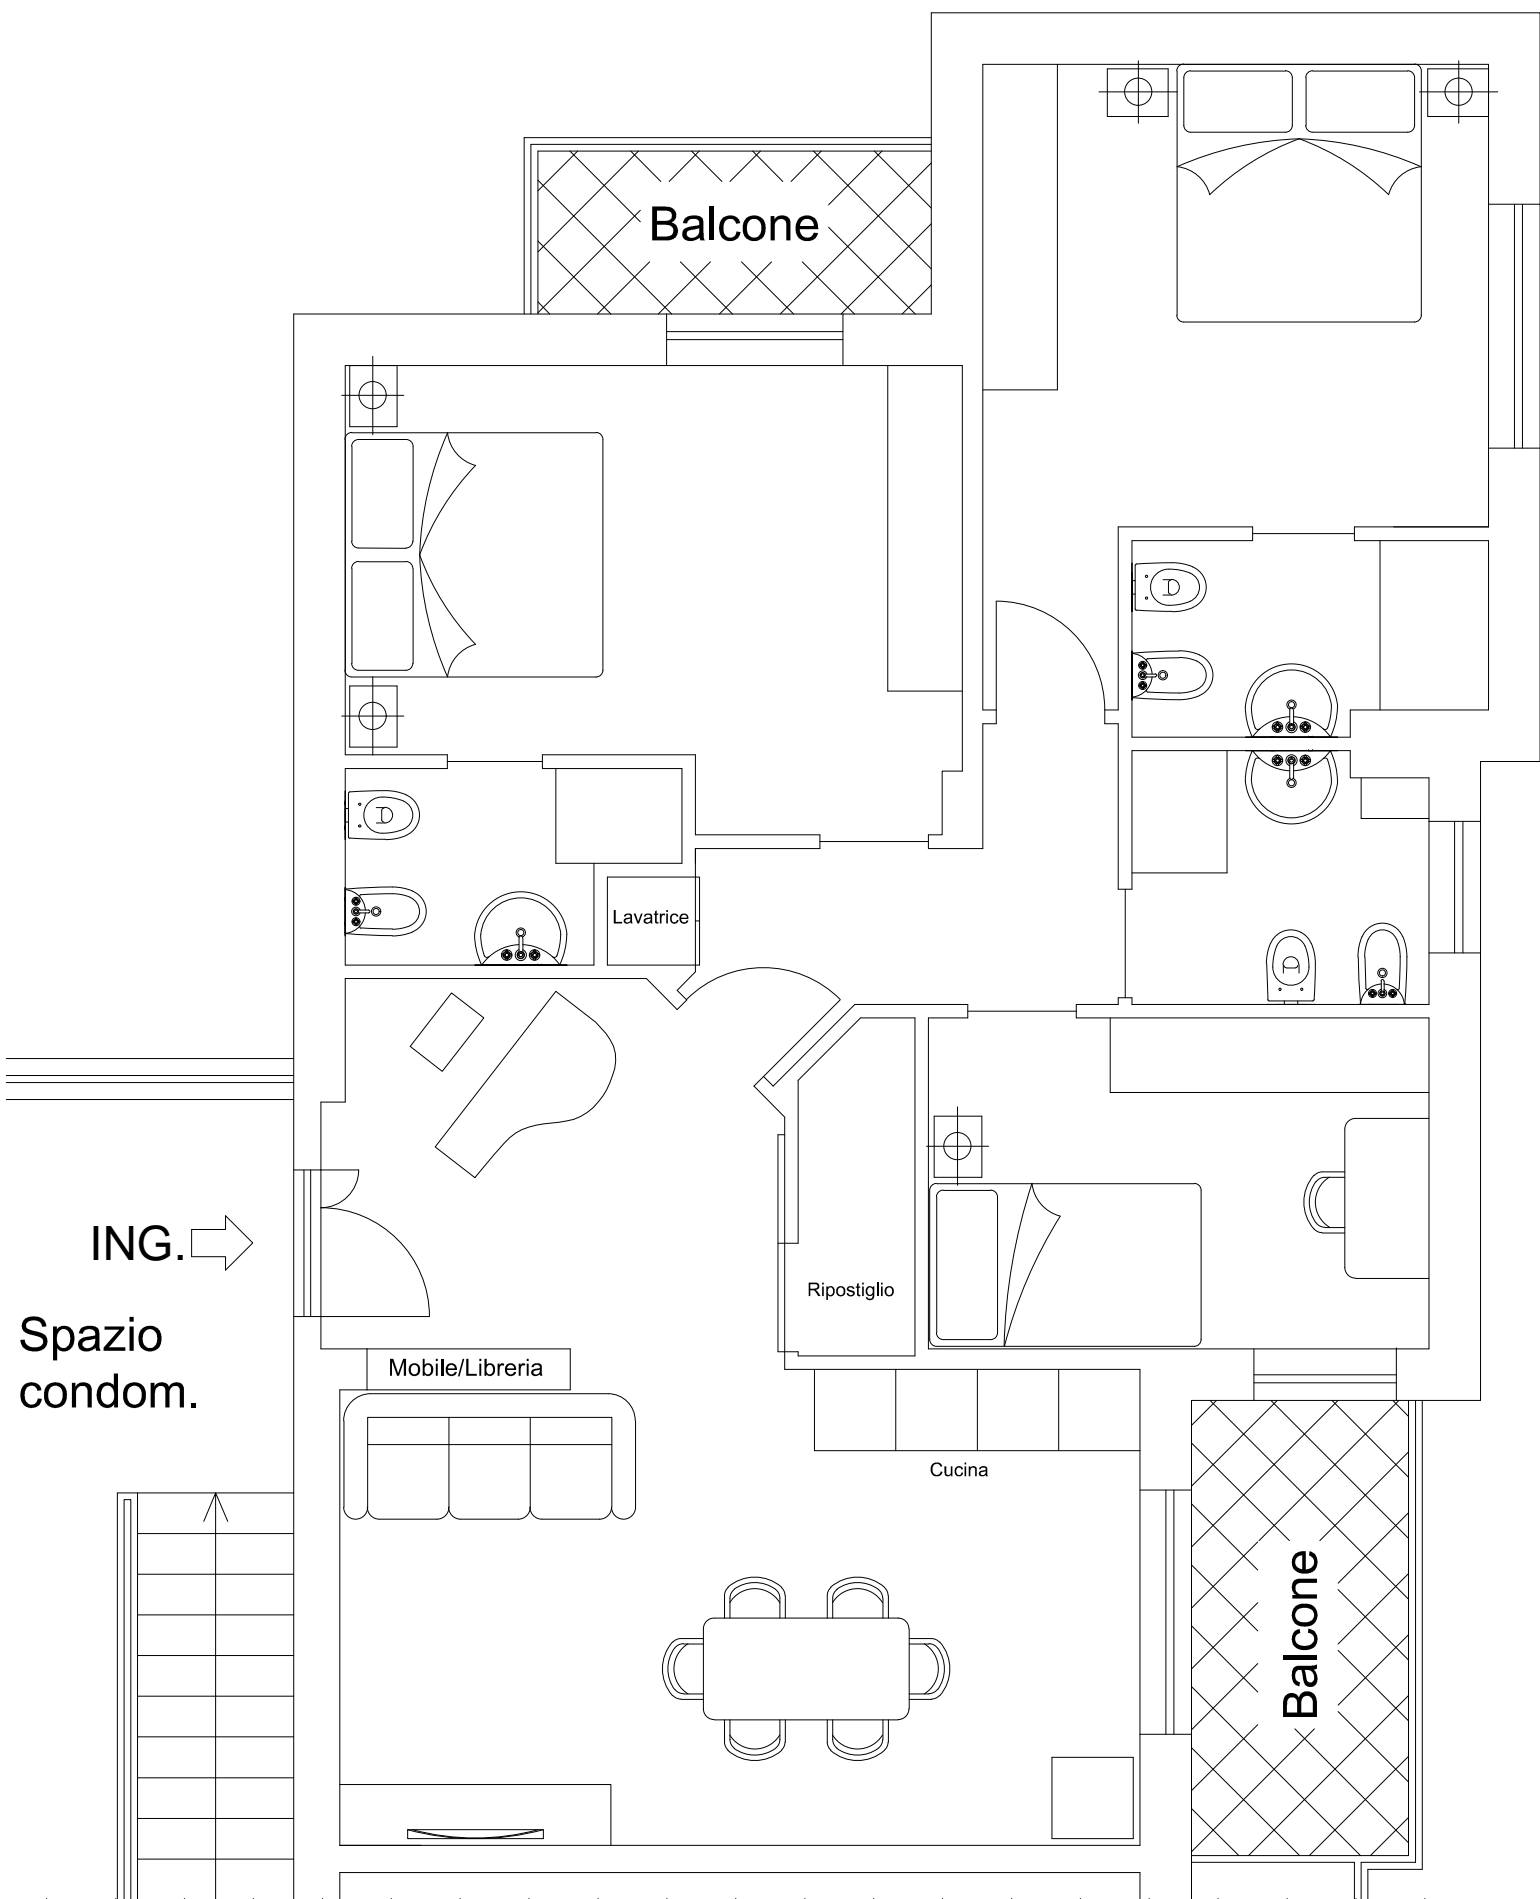 Balcone
Lavatrice
ING.
Ripostiglio
Spazio
condom.
Mobile/Libreria
Cucina
Balcone